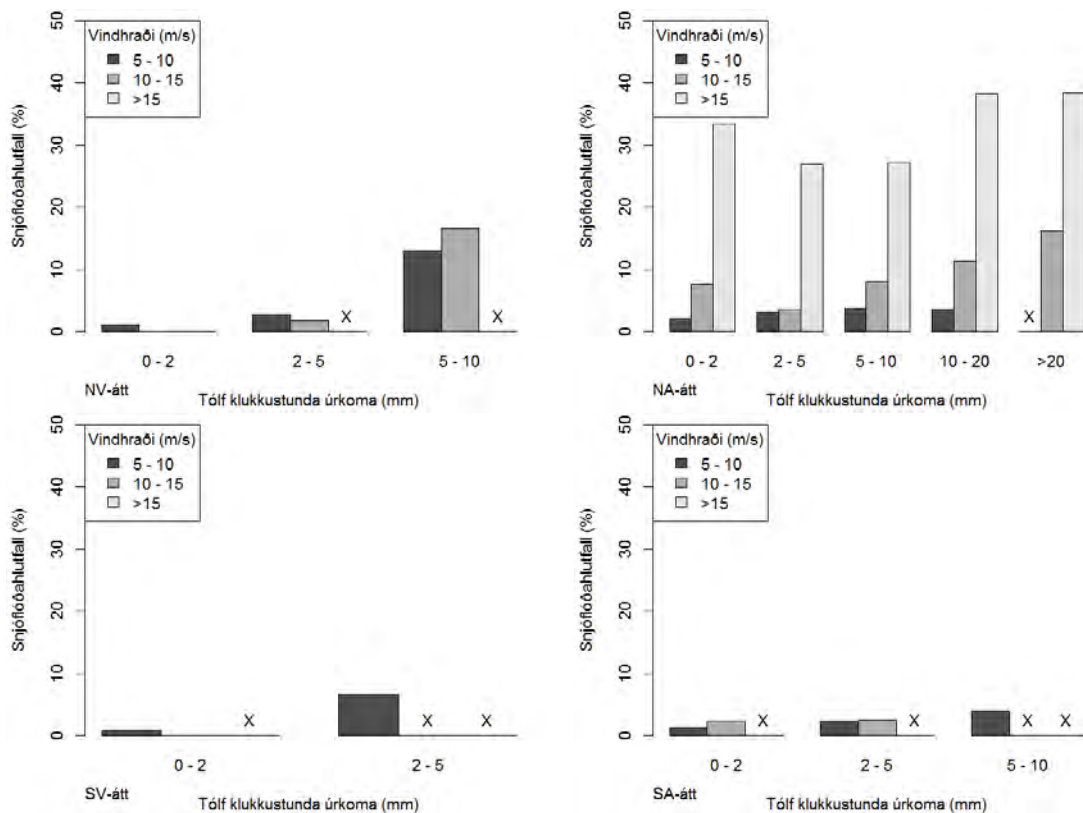 50
40
30
20
10
0
Snjóflóðahlutfall (%)
Vindhraði (m/s)
5 - 10
10 - 15
>15
X
X
0 - 2 2 - 5 5 - 10
NV-átt
Tólf klukkustunda úrkoma (mm)
50
40
30
20
10
0
Snjóflóðahlutfall (%)
Vindhraði (m/s)
5 - 10
10 - 15
>15
X
0 - 2 2 - 5 5 - 10 10 - 20 >20
NA-átt
Tólf klukkustunda úrkoma (mm)
50
40
30
20
10
0
Snjóflóðahlutfall (%)
Vindhraði (m/s)
5 - 10
10 - 15
>15
X X X
0 - 2 2 - 5
SV-átt
Tólf klukkustunda úrkoma (mm)
50
40
30
20
10
0
Snjóflóðahlutfall (%)
Vindhraði (m/s)
5 - 10
10 - 15
>15
X X X X
0 - 2 2 - 5 5 - 10
SA-átt
Tólf klukkustunda úrkoma (mm)